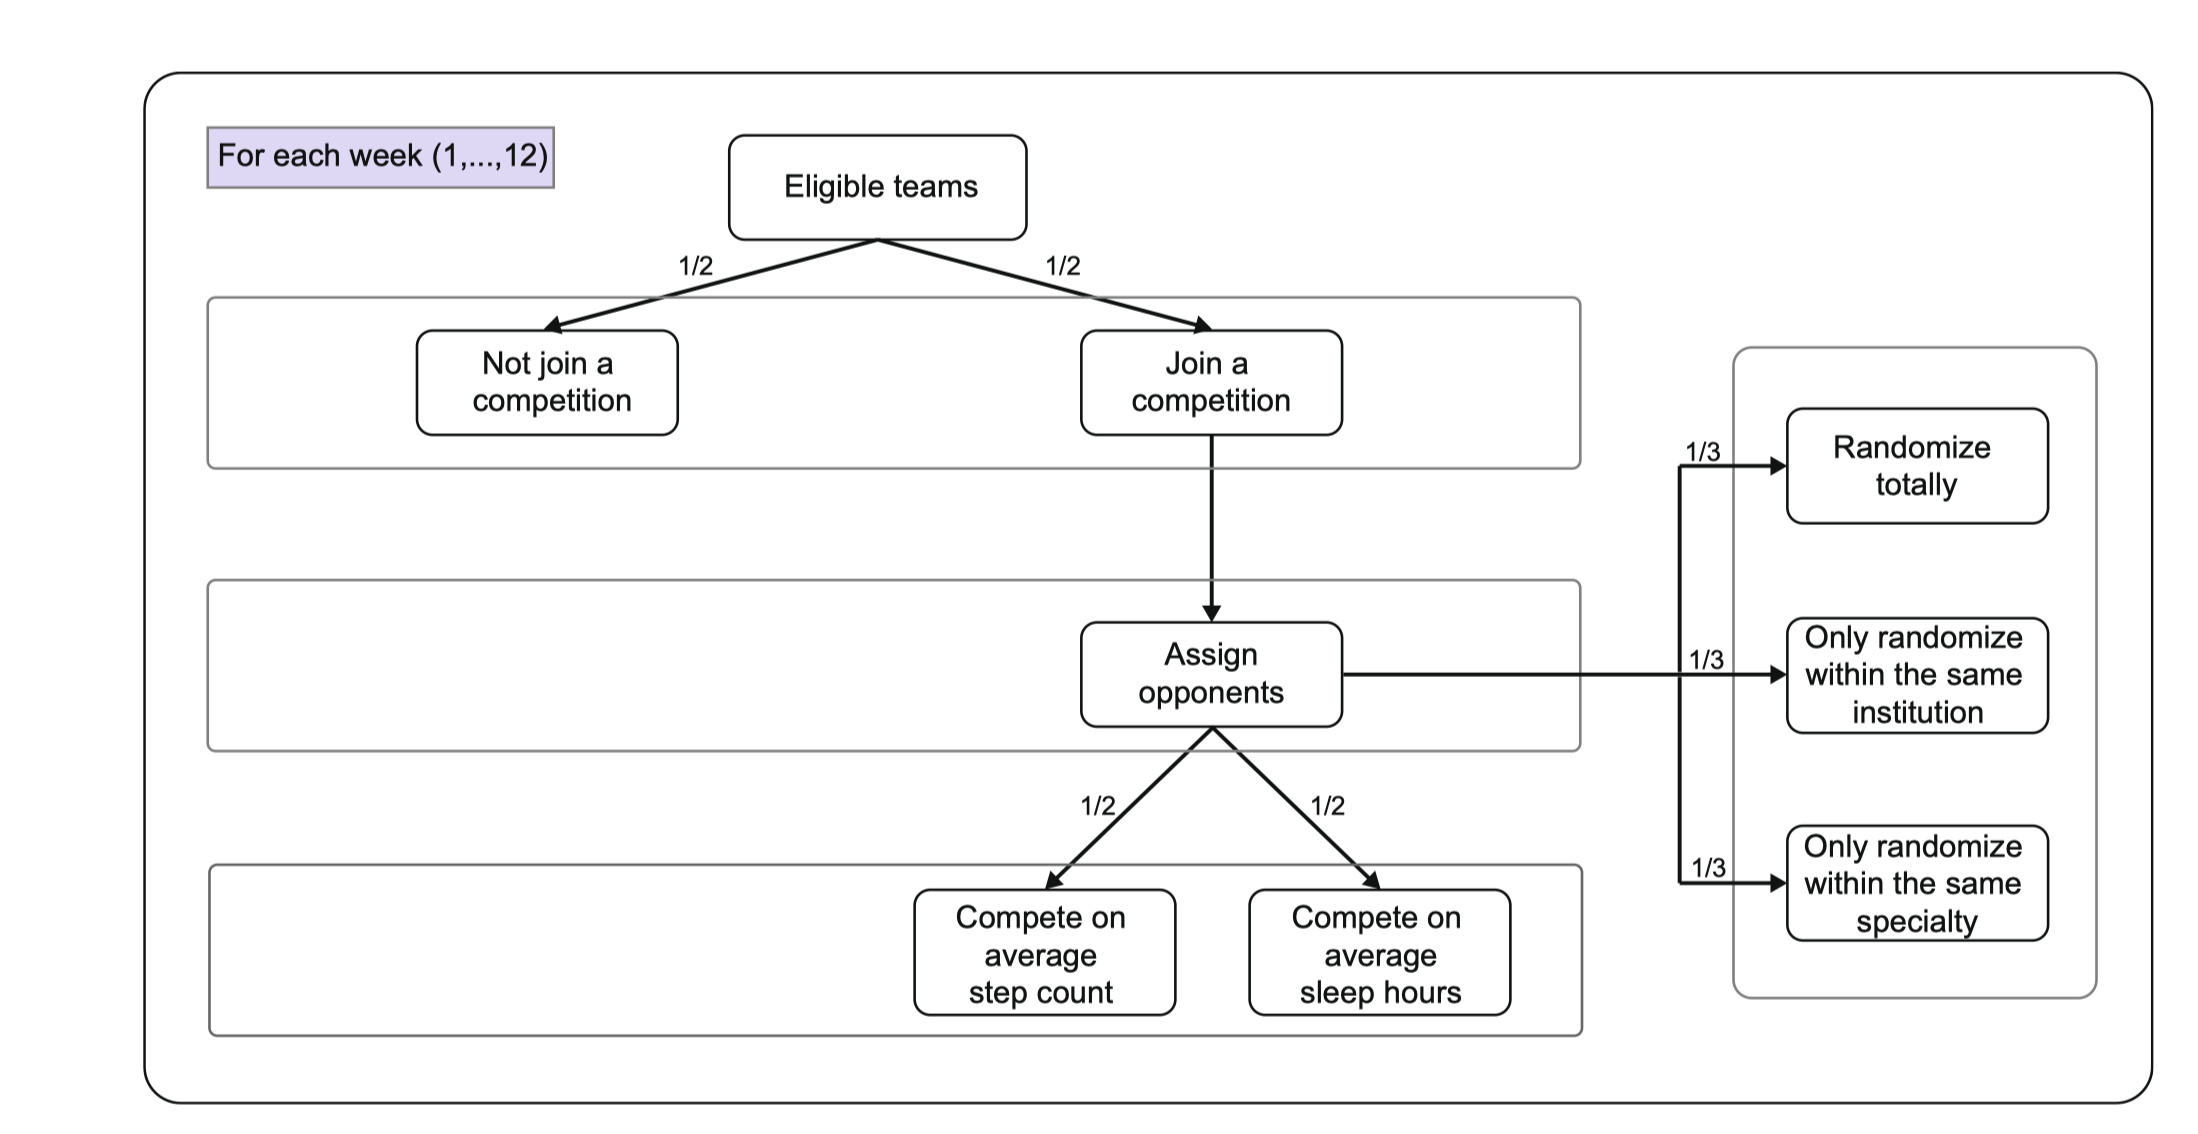 For each week (1,...,12)
Eligible teams
1/2
1/2
Not join a
competition
Join a
competition
Assign
opponents
1/3
Randomize
totally
1/3
Only randomize
within the same
institution
1/3
Only randomize
within the same
specialty
1/2
1/2
Compete on
average
step count
Compete on
average
sleep hours